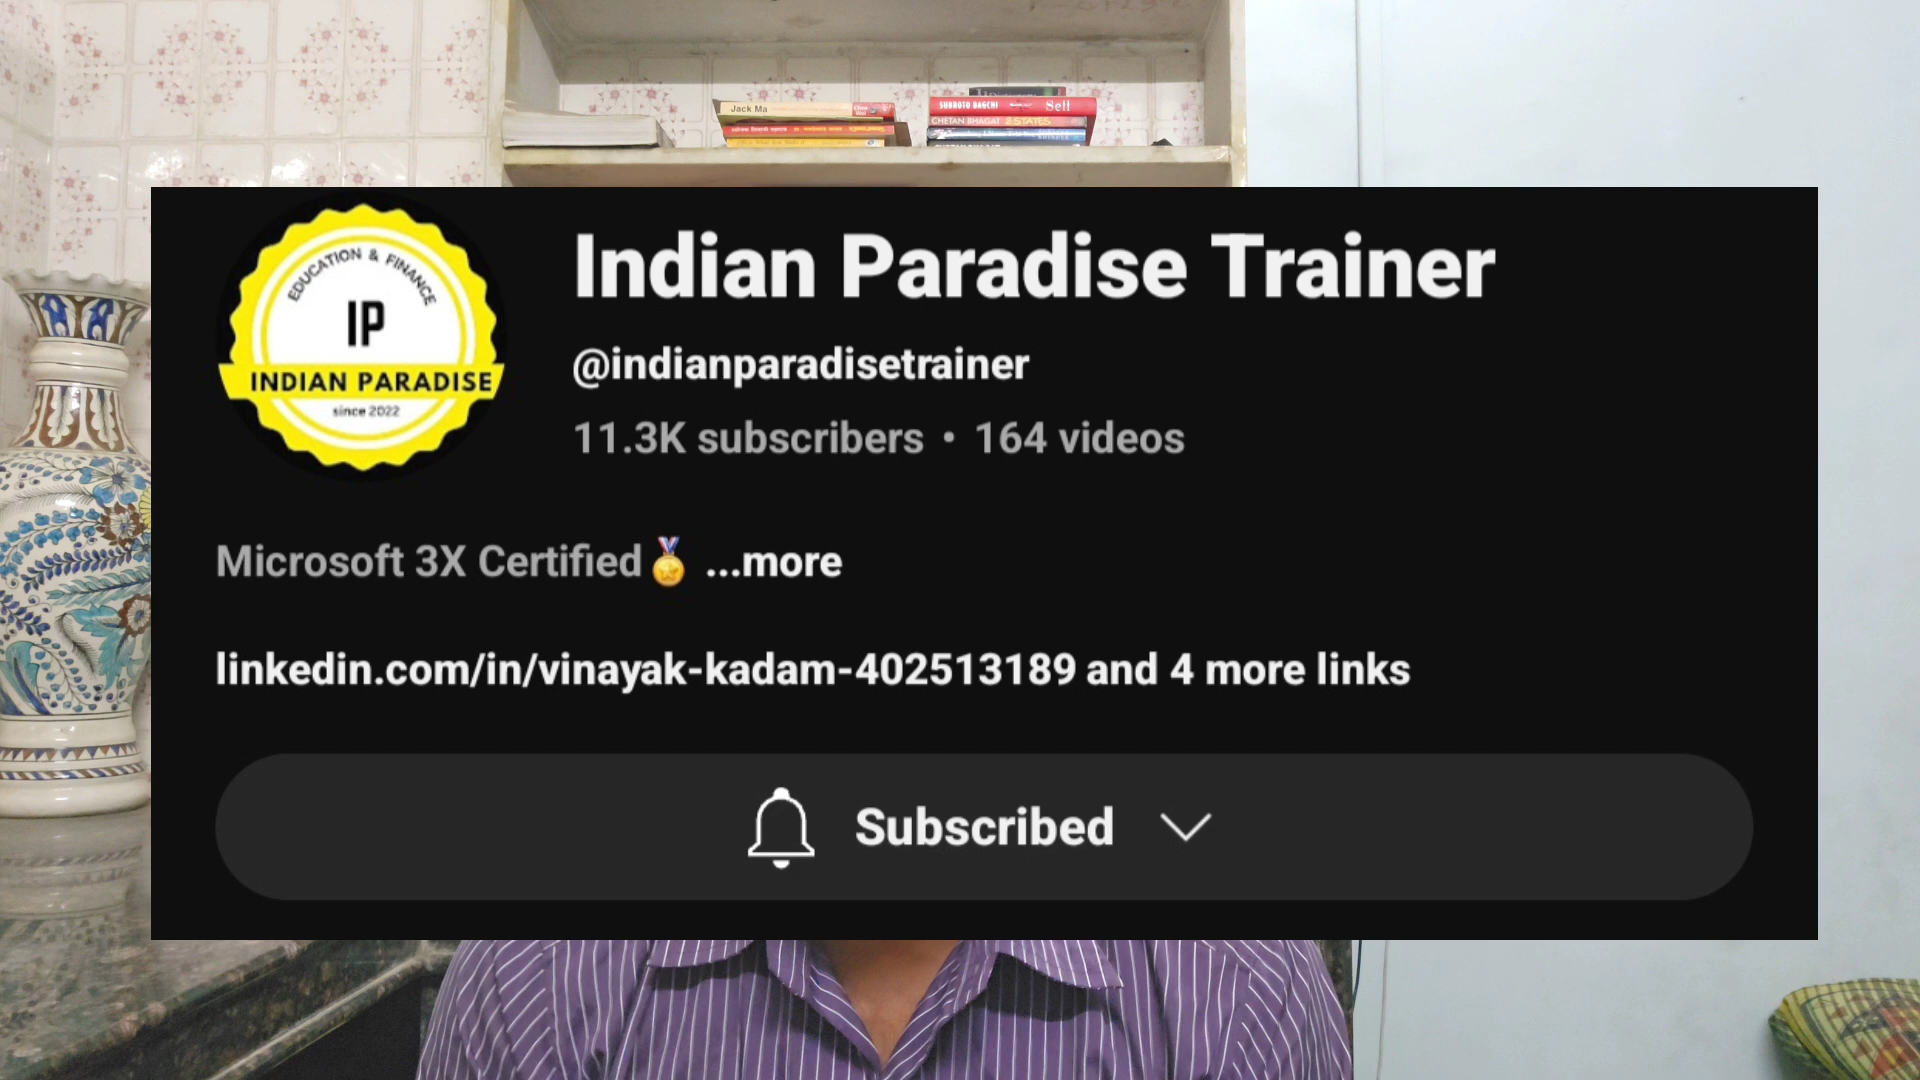 Jack Ma
SUBROTO BAGCHI Sell
CHETAN BHAGAT 2 STATES
EDUCATION & FINANCE
IP
INDIAN PARADISE
since 2022
Indian Paradise Trainer
@indianparadisetrainer
11.3K subscribers • 164 videos
Microsoft 3X Certified🏅 ...more
linkedin.com/in/vinayak-kadam-402513189 and 4 more links
Subscribed